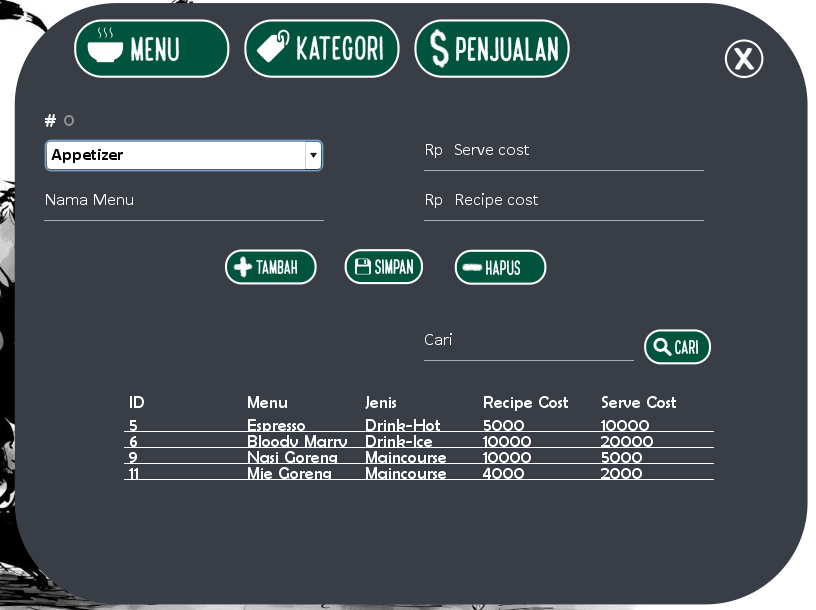 MENU KATEGORI $ PENJUALAN X
# 0
Appetizer
Rp Serve cost
Nama Menu
Rp Recipe cost
TAMBAH SIMPAN HAPUS
Cari CARI
ID Menu Jenis Recipe Cost Serve Cost
5 Espresso Drink-Hot 5000 10000
6 Bloody Marry Drink-Ice 10000 20000
9 Nasi Goreng Maincourse 10000 5000
11 Mie Goreng Maincourse 4000 2000